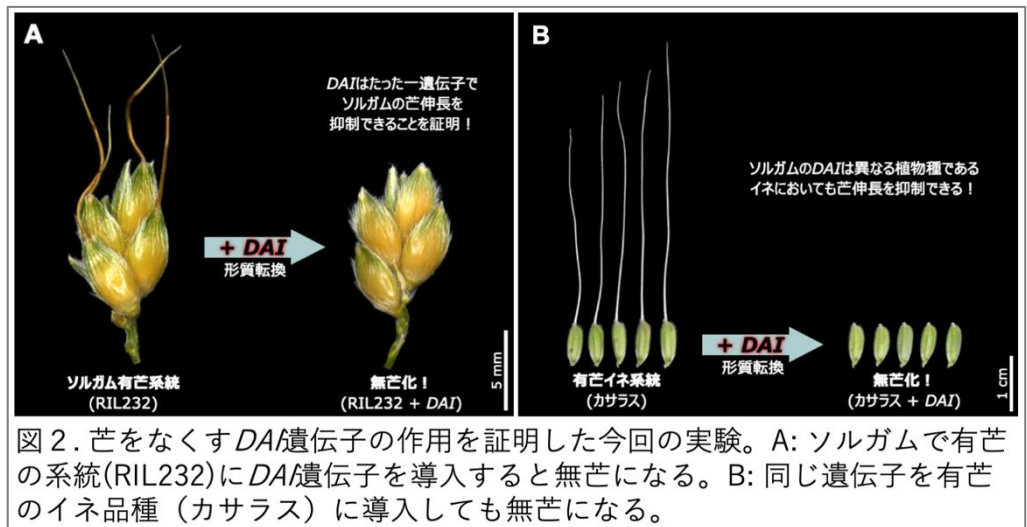 A
DAIはたった一遺伝子で
ソルガムの芒伸長を
抑制できることを証明！
+ DAI
形質転換
5 mm
ソルガム有芒系統
(RIL232)
無芒化！
(RIL232 + DAI)
B
ソルガムのDAIは異なる植物種である
イネにおいても芒伸長を抑制できる！
+ DAI
形質転換
1 cm
有芒イネ系統
(カサラス)
無芒化！
(カサラス + DAI)
図２. 芒をなくすDAI遺伝子の作用を証明した今回の実験。A: ソルガムで有芒
の系統(RIL232)にDAI遺伝子を導入すると無芒になる。B: 同じ遺伝子を有芒
のイネ品種（カサラス）に導入しても無芒になる。